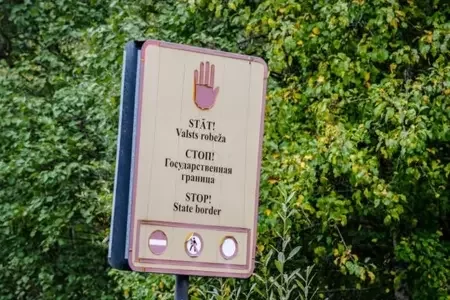 STĀT!
Valsts robeža
СТОП!
Государственная
граница
STOP!
State border